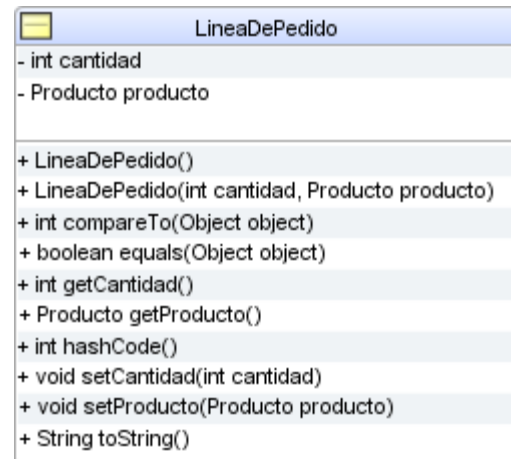 LineaDePedido
- int cantidad
- Producto producto
+ LineaDePedido()
+ LineaDePedido(int cantidad, Producto producto)
+ int compareTo(Object object)
+ boolean equals(Object object)
+ int getCantidad()
+ Producto getProducto()
+ int hashCode()
+ void setCantidad(int cantidad)
+ void setProducto(Producto producto)
+ String toString()